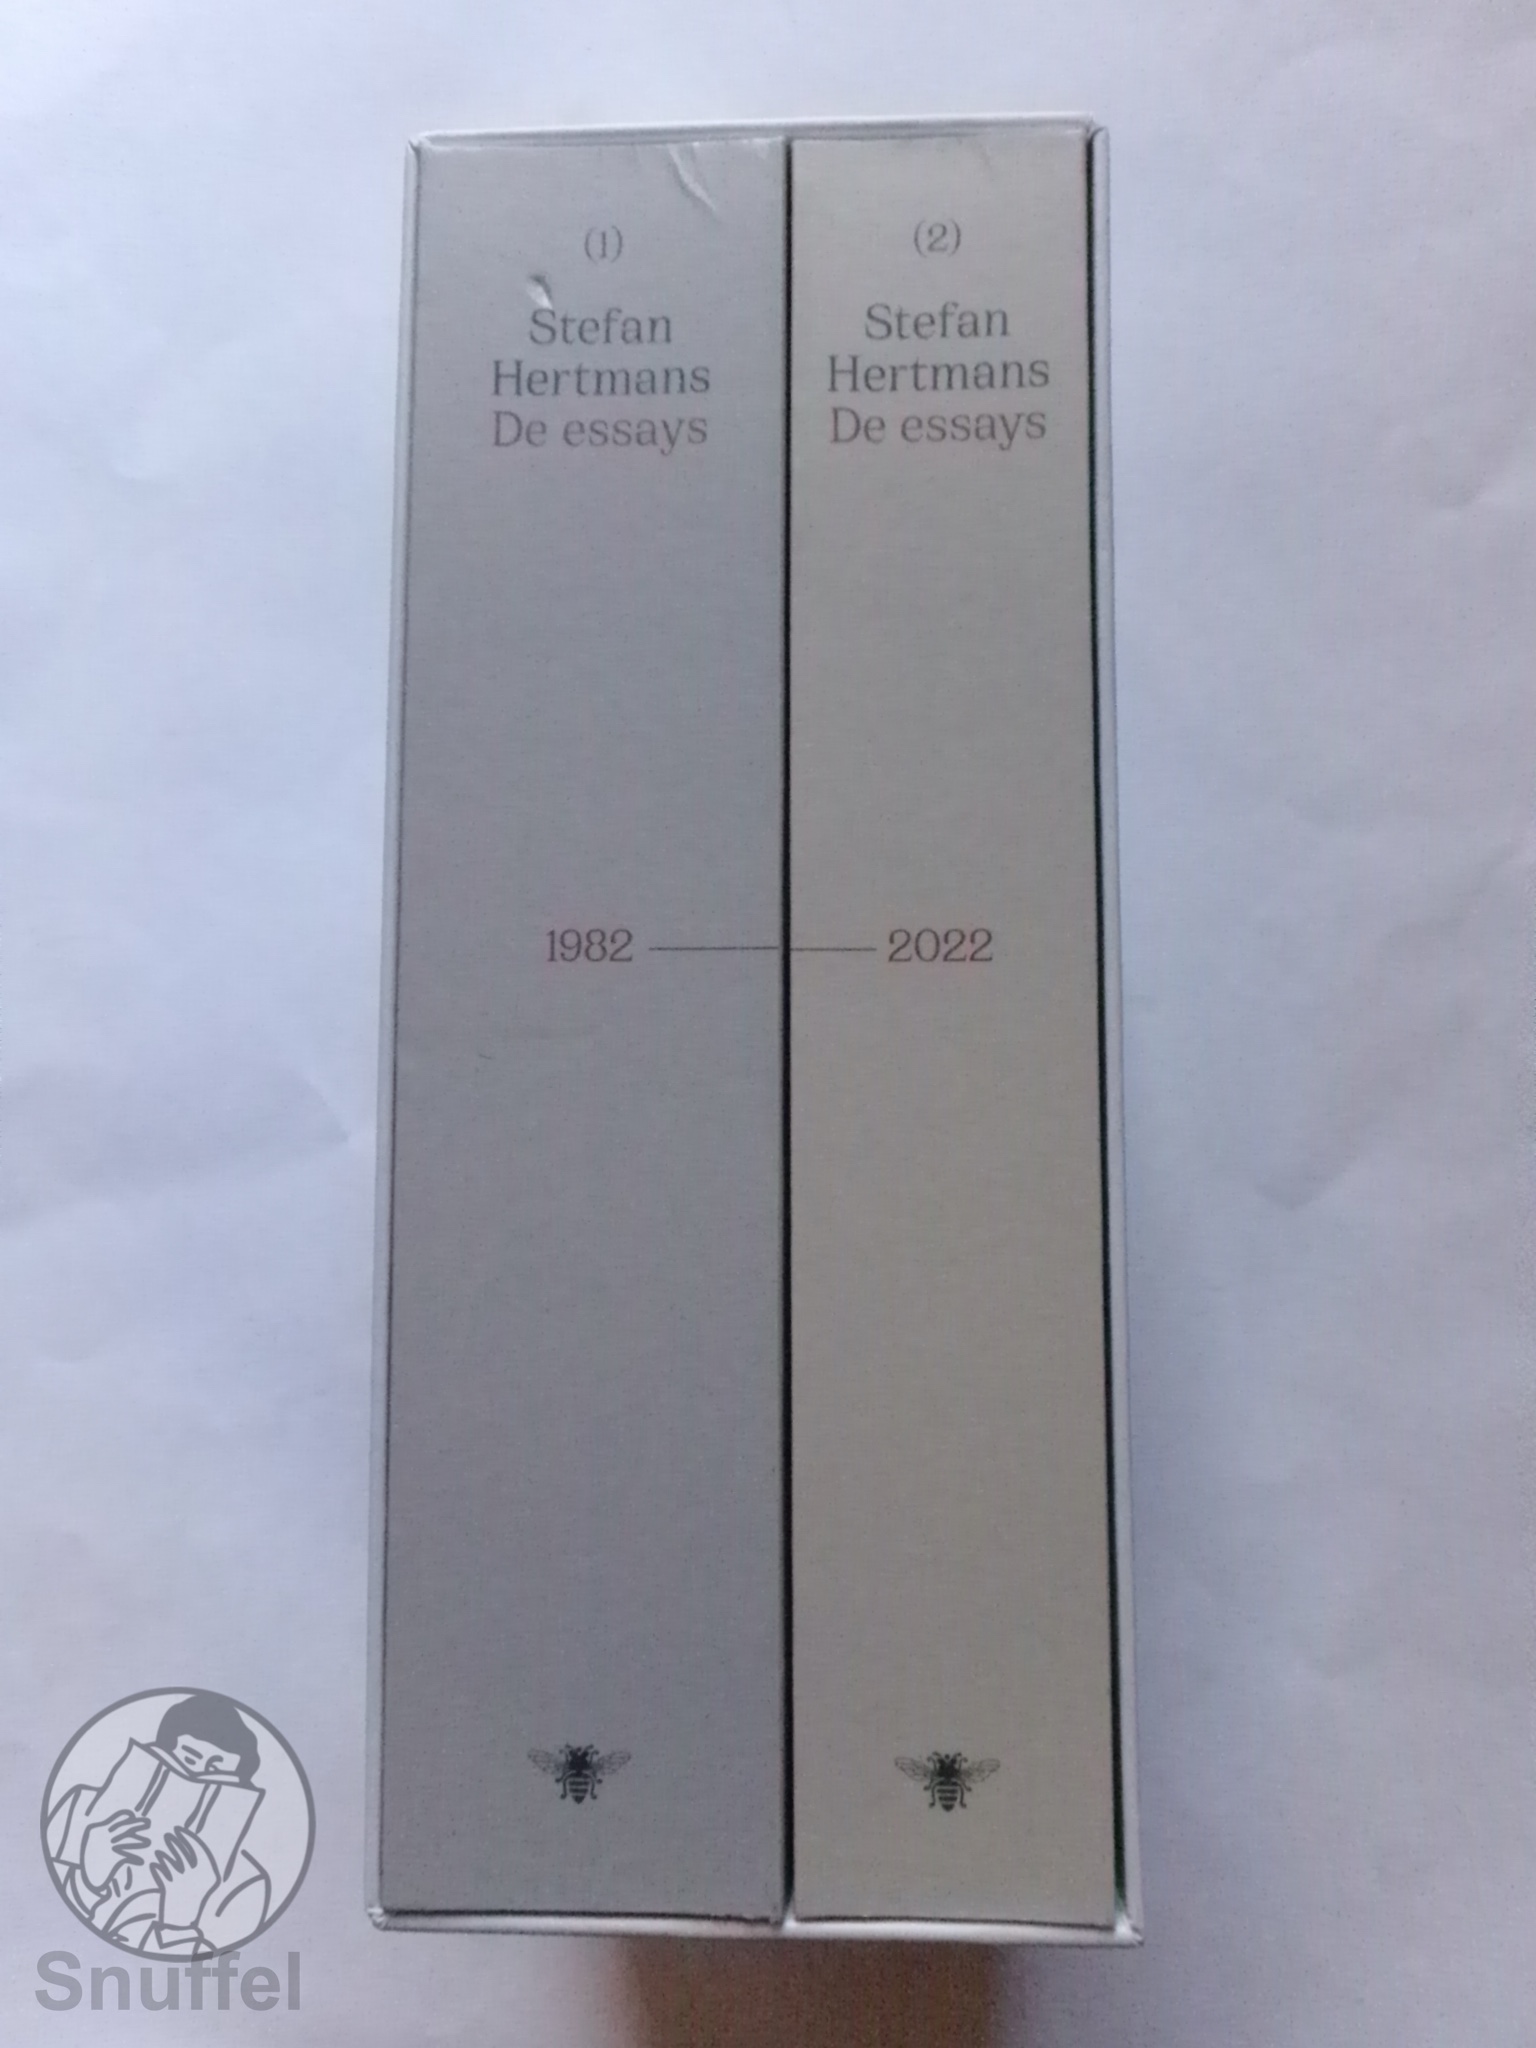 (1)
Stefan
Hertmans
De essays
(2)
Stefan
Hertmans
De essays
1982 — 2022
Snuffel